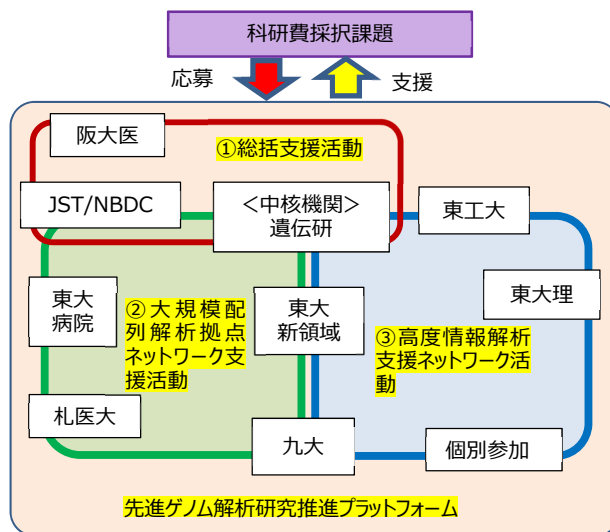 科研費採択課題
応募
支援
阪大医
①総括支援活動
JST/NBDC
＜中核機関＞
遺伝研
東工大
東大
病院
②大規模配
列解析拠点
ネットワーク支
援活動
東大
新領域
東大理
③高度情報解析
支援ネットワーク活
動
札医大
九大
個別参加
先進ゲノム解析研究推進プラットフォーム